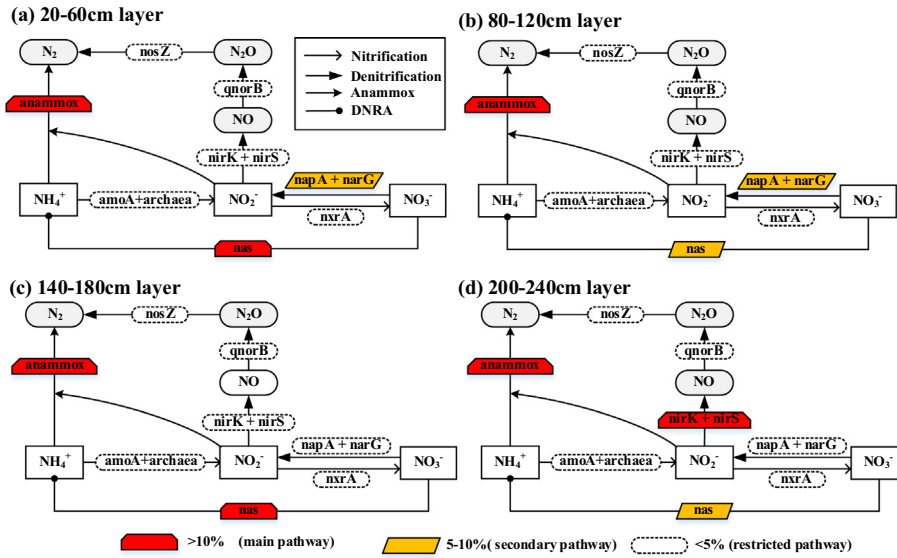 (a) 20-60cm layer
N₂
nosZ
N₂O
qnorB
anammox
NO
nirK + nirS
napA + narG
NH₄⁺
amoA+archaea
NO₂⁻
nxrA
NO₃⁻
nas
Nitrification
Denitrification
Anammox
DNRA
(b) 80-120cm layer
N₂
nosZ
N₂O
qnorB
anammox
NO
nirK + nirS
napA + narG
NH₄⁺
amoA+archaea
NO₂⁻
nxrA
NO₃⁻
nas
(c) 140-180cm layer
N₂
nosZ
N₂O
qnorB
anammox
NO
nirK + nirS
napA + narG
NH₄⁺
amoA+archaea
NO₂⁻
nxrA
NO₃⁻
nas
(d) 200-240cm layer
N₂
nosZ
N₂O
qnorB
anammox
NO
nirK + nirS
napA + narG
NH₄⁺
amoA+archaea
NO₂⁻
nxrA
NO₃⁻
nas
>10% (main pathway)
5-10%( secondary pathway)
<5% (restricted pathway)